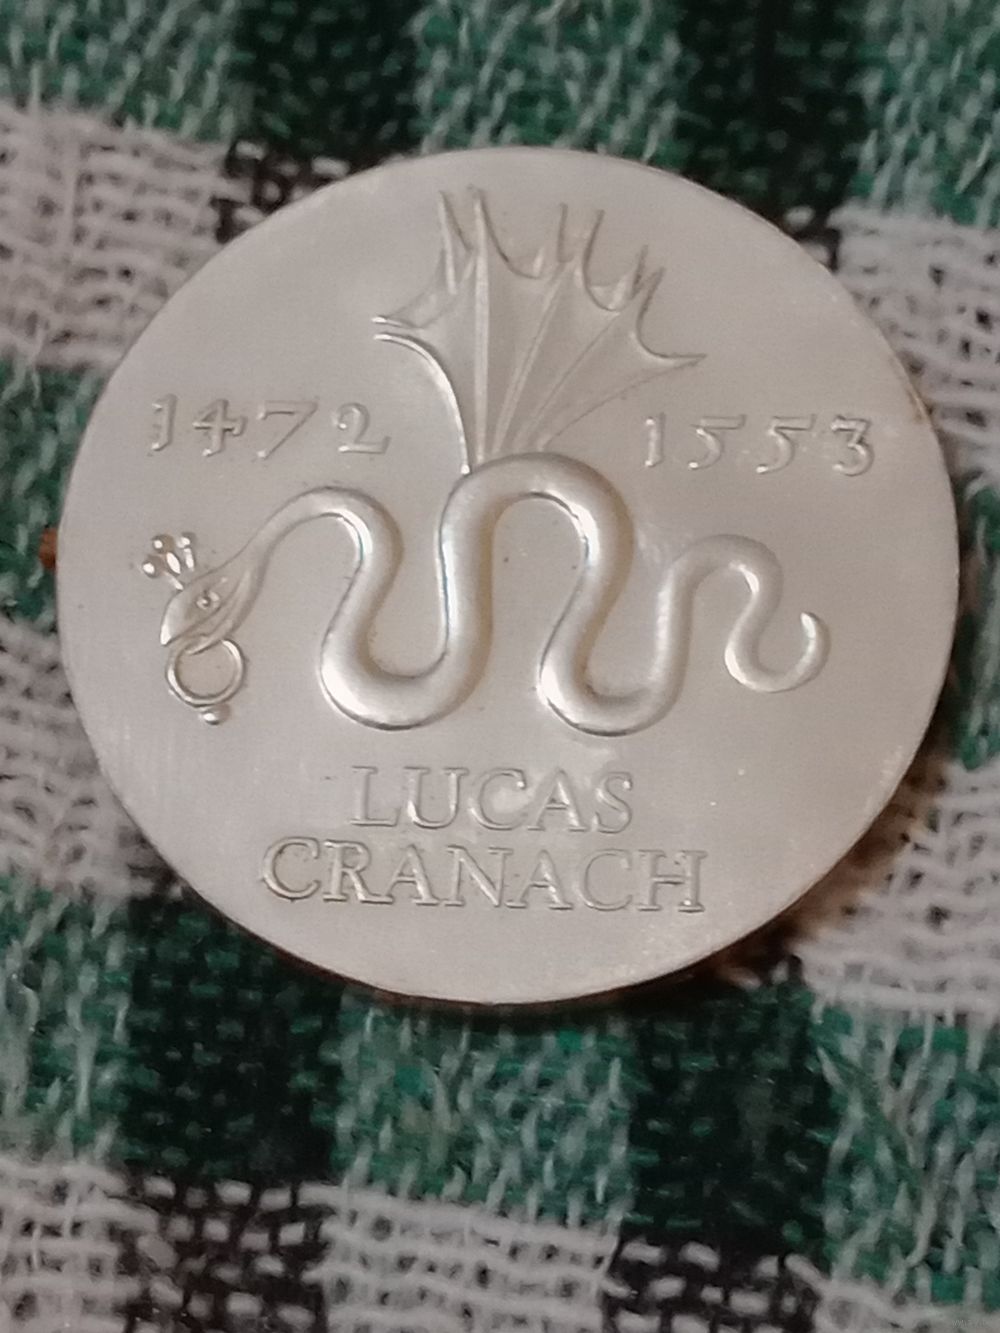 1472 1553
LUCAS
CRANACH